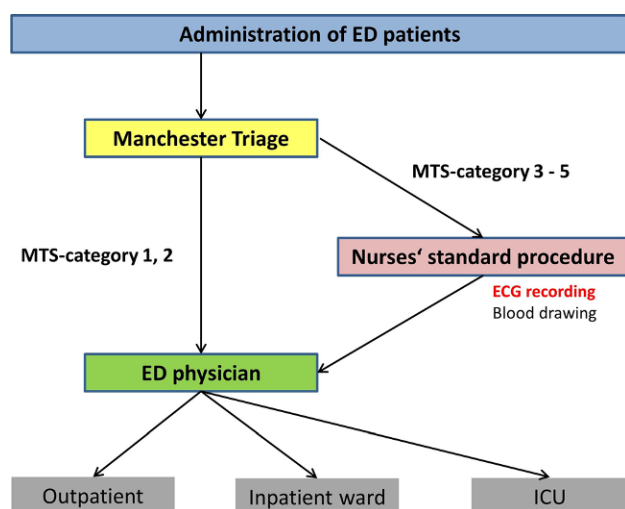 Administration of ED patients
Manchester Triage
MTS-category 3 - 5
MTS-category 1, 2
Nurses‘ standard procedure
ECG recording
Blood drawing
ED physician
Outpatient
Inpatient ward
ICU